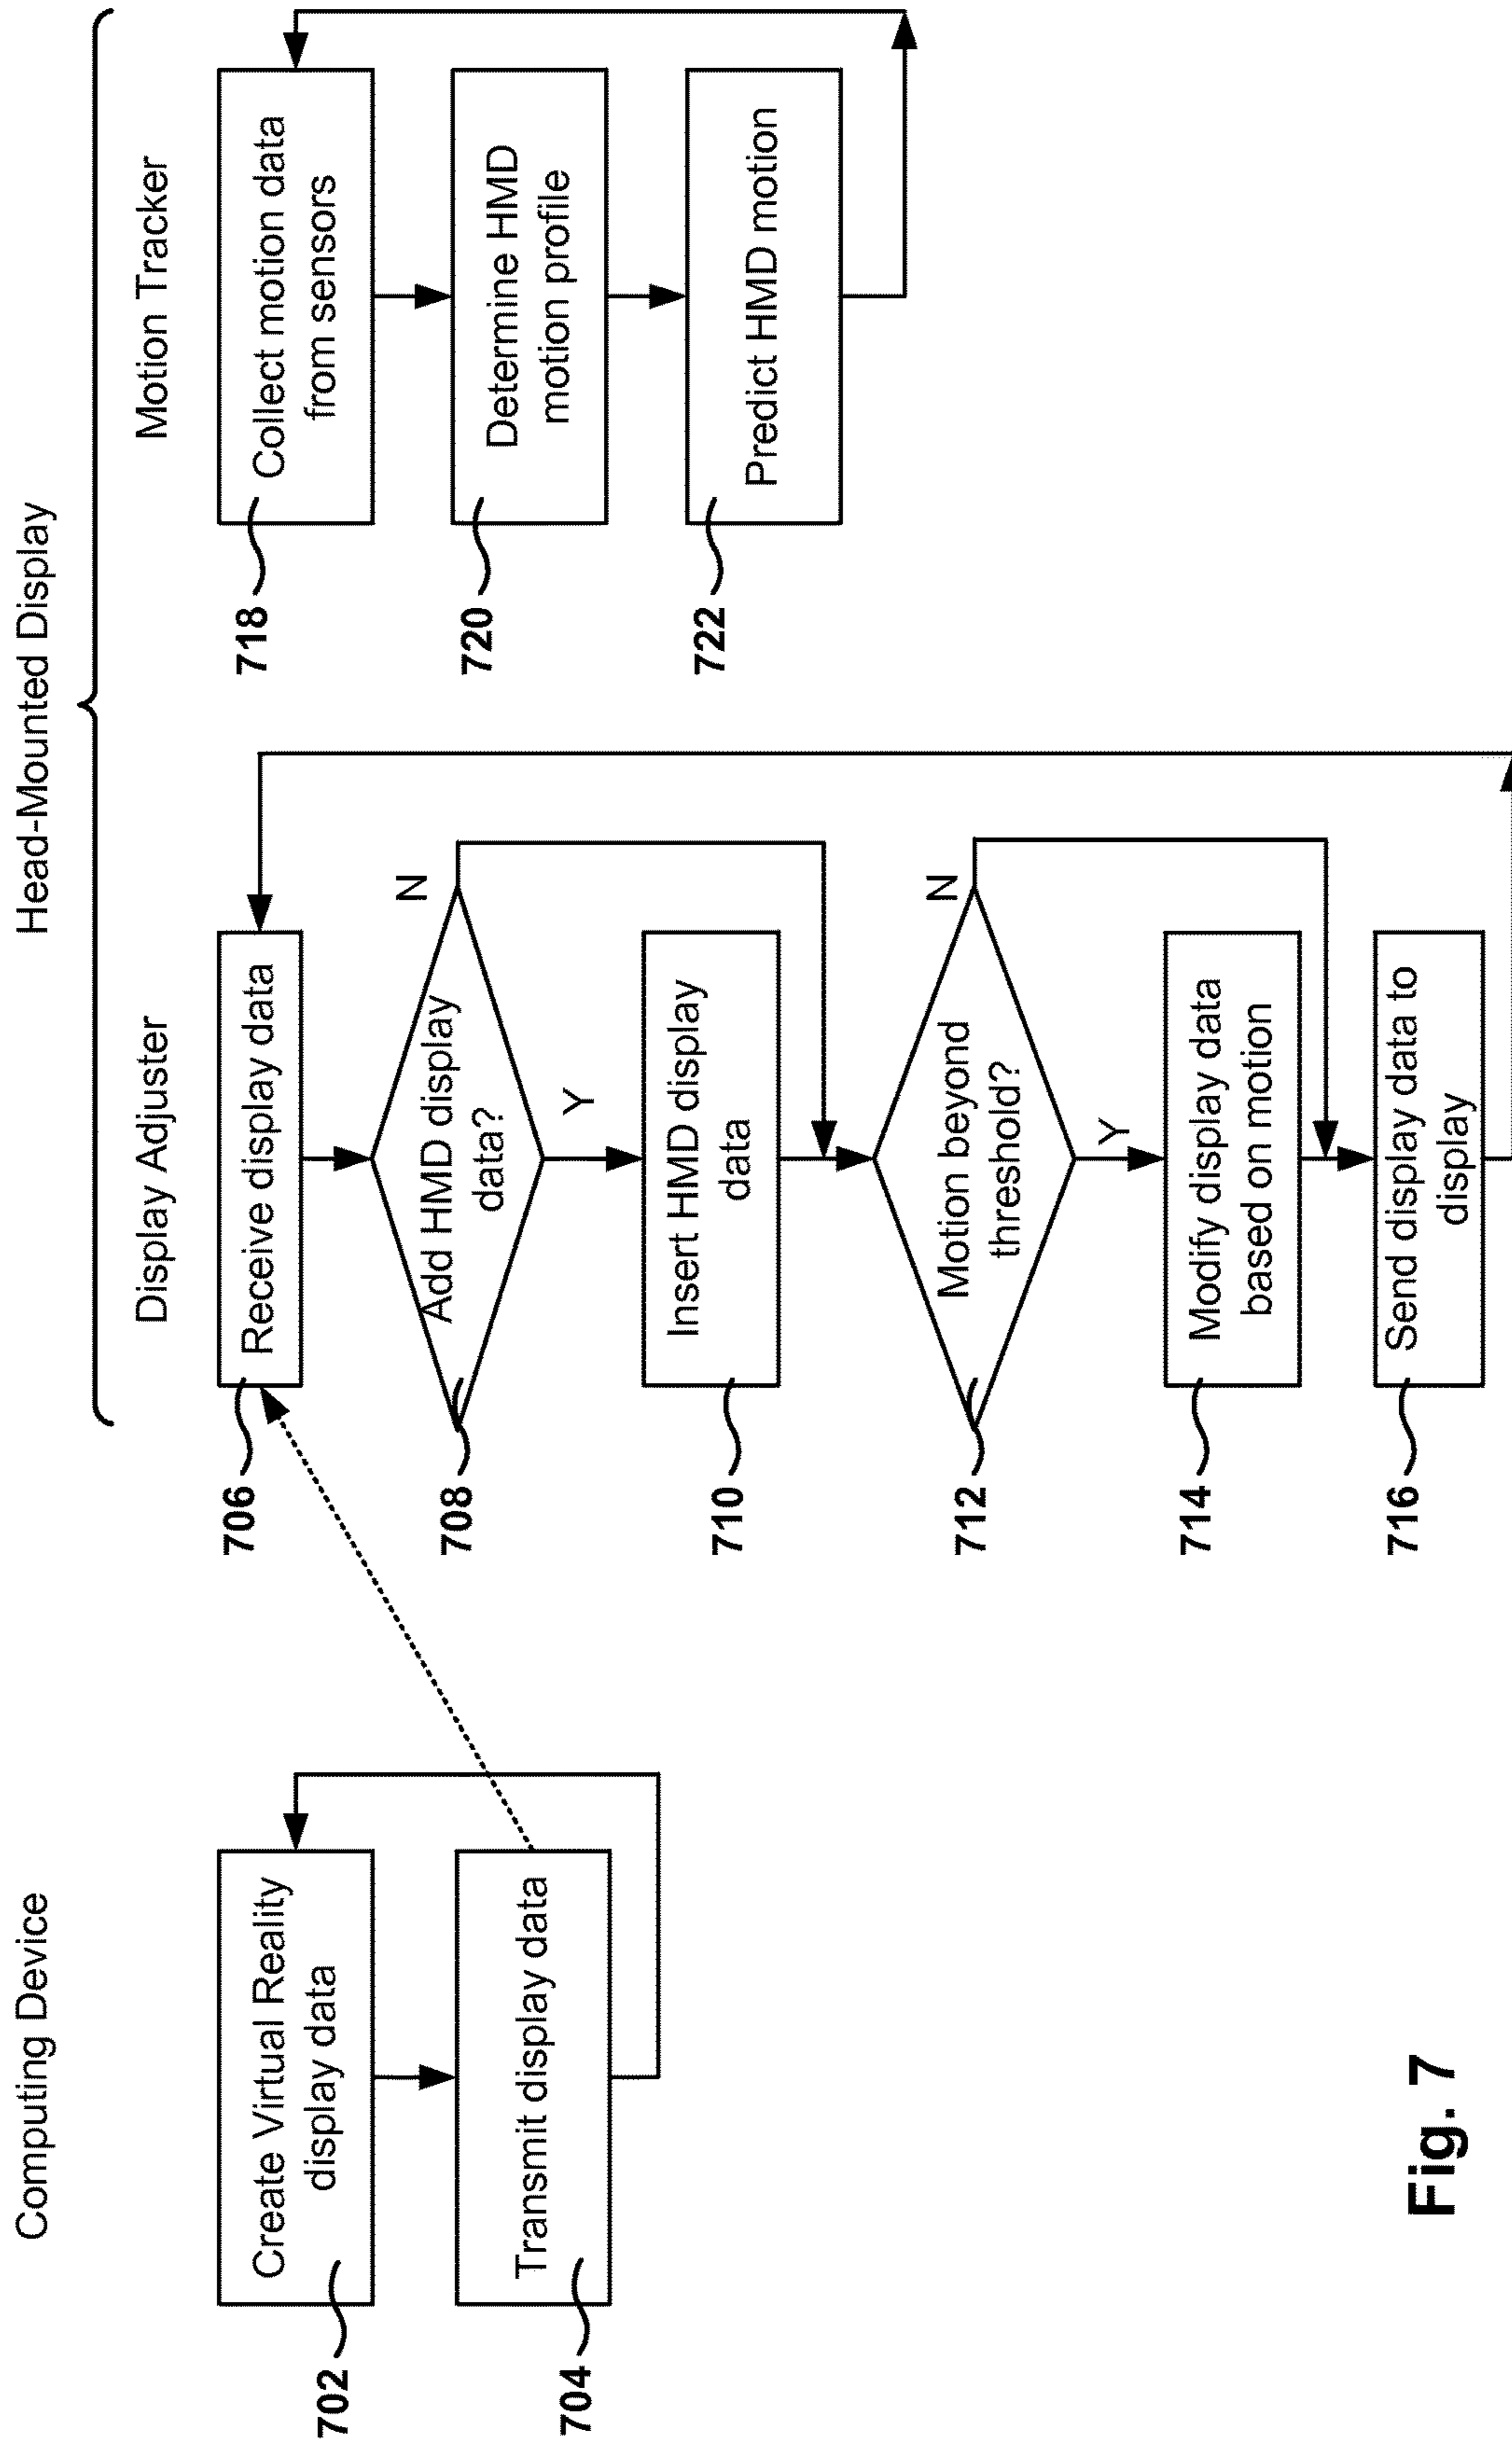 Computing Device
Head-Mounted Display
Display Adjuster
Motion Tracker
Create Virtual Reality
display data
702
Transmit display data
704
Receive display data
706
Add HMD display
data?
N
Y
708
Insert HMD display
data
710
Motion beyond
threshold?
N
Y
712
Modify display data
based on motion
714
Send display data to
display
716
Collect motion data
from sensors
718
Determine HMD
motion profile
720
Predict HMD motion
722
Fig. 7